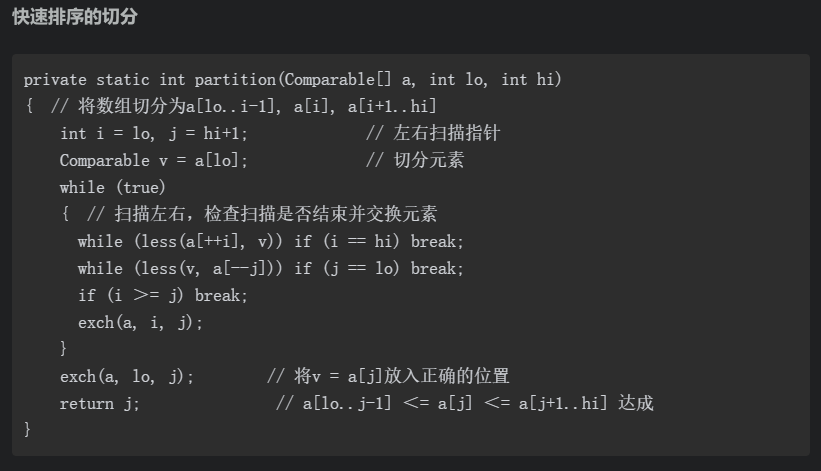 快速排序的切分
private static int partition(Comparable[] a, int lo, int hi)
{  // 将数组切分为a[lo..i-1], a[i], a[i+1..hi]
    int i = lo, j = hi+1;             // 左右扫描指针
    Comparable v = a[lo];             // 切分元素
    while (true)
    {  // 扫描左右，检查扫描是否结束并交换元素
      while (less(a[++i], v)) if (i == hi) break;
      while (less(v, a[--j])) if (j == lo) break;
      if (i >= j) break;
      exch(a, i, j);
    }
    exch(a, lo, j);        // 将v = a[j]放入正确的位置
    return j;               // a[lo..j-1] <= a[j] <= a[j+1..hi] 达成
}